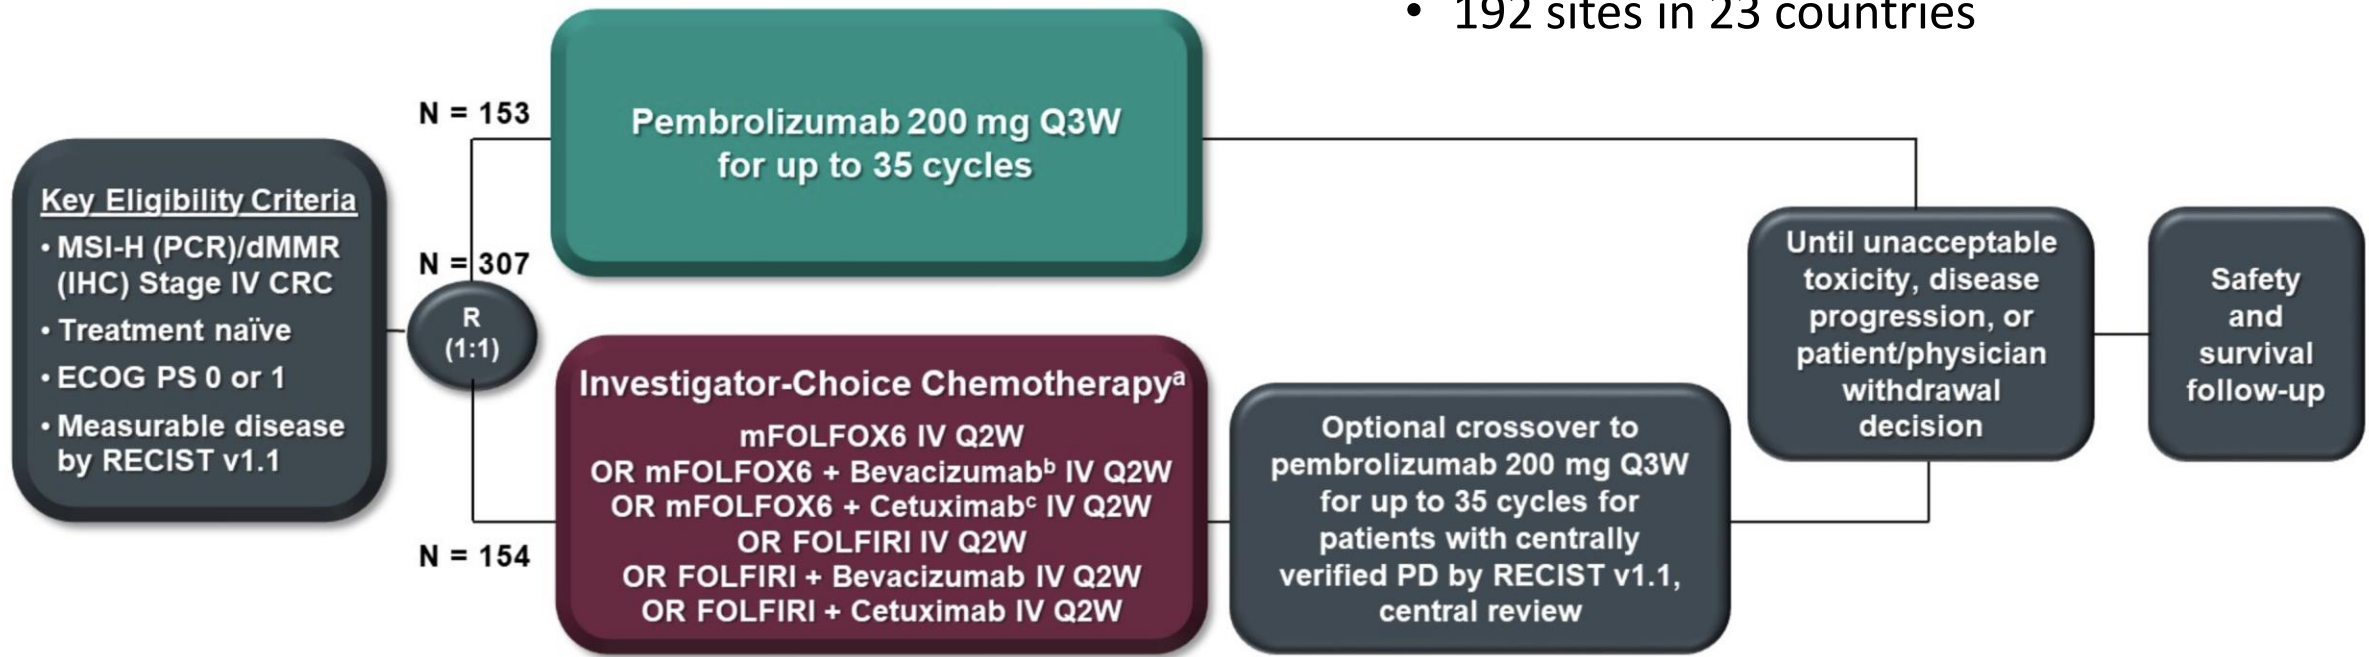 • 192 sites in 23 countries
Key Eligibility Criteria
• MSI-H (PCR)/dMMR
(IHC) Stage IV CRC
• Treatment naïve
• ECOG PS 0 or 1
• Measurable disease
by RECIST v1.1
N = 153
N = 307
R
(1:1)
N = 154
Pembrolizumab 200 mg Q3W
for up to 35 cycles
Investigator-Choice Chemotherapyᵃ
mFOLFOX6 IV Q2W
OR mFOLFOX6 + Bevacizumabᵇ IV Q2W
OR mFOLFOX6 + Cetuximabᶜ IV Q2W
OR FOLFIRI IV Q2W
OR FOLFIRI + Bevacizumab IV Q2W
OR FOLFIRI + Cetuximab IV Q2W
Optional crossover to
pembrolizumab 200 mg Q3W
for up to 35 cycles for
patients with centrally
verified PD by RECIST v1.1,
central review
Until unacceptable
toxicity, disease
progression, or
patient/physician
withdrawal
decision
Safety
and
survival
follow-up